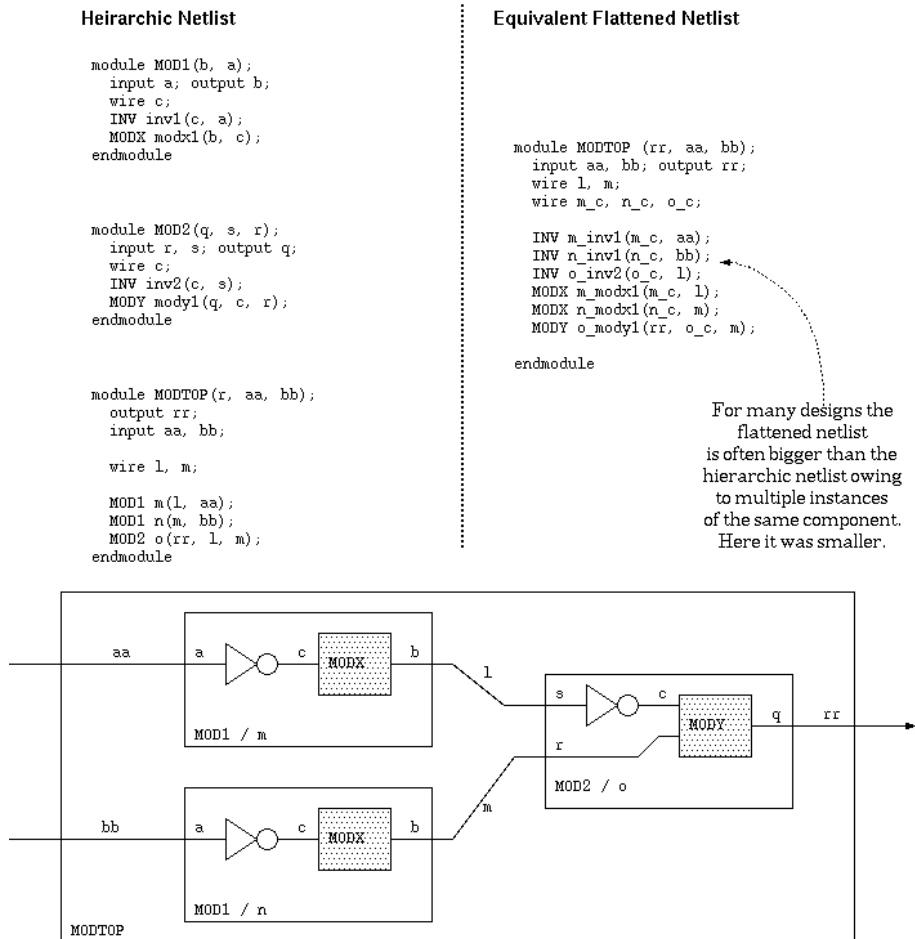 Heirarchic Netlist
module MOD1(b, a);
input a; output b;
wire c;
INV inv1(c, a);
MODX modx1(b, c);
endmodule
module MOD2(q, s, r);
input r, s; output q;
wire c;
INV inv2(c, s);
MODY mody1(q, c, r);
endmodule
module MODTOP(r, aa, bb);
output rr;
input aa, bb;
wire l, m;
MOD1 m(l, aa);
MOD1 n(m, bb);
MOD2 o(rr, l, m);
endmodule
Equivalent Flattened Netlist
module MODTOP (rr, aa, bb);
input aa, bb; output rr;
wire l, m;
wire m_c, n_c, o_c;
INV m_inv1(m_c, aa);
INV n_inv1(n_c, bb);
INV o_inv2(o_c, l);
MODX m_modx1(m_c, l);
MODX n_modx1(n_c, m);
MODY o_mody1(rr, o_c, m);
endmodule
For many designs the
flattened netlist
is often bigger than the
hierarchic netlist owing
to multiple instances
of the same component.
Here it was smaller.
aa
a
c
MODX
b
MOD1 / m
l
s
c
MODY
q
rr
r
MOD2 / o
m
bb
a
c
MODX
b
MOD1 / n
MODTOP